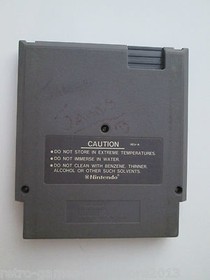 CAUTION
REV-A
• DO NOT STORE IN EXTREME TEMPERATURES.
• DO NOT IMMERSE IN WATER.
• DO NOT CLEAN WITH BENZENE, THINNER,
ALCOHOL OR OTHER SUCH SOLVENTS.
®Nintendo®